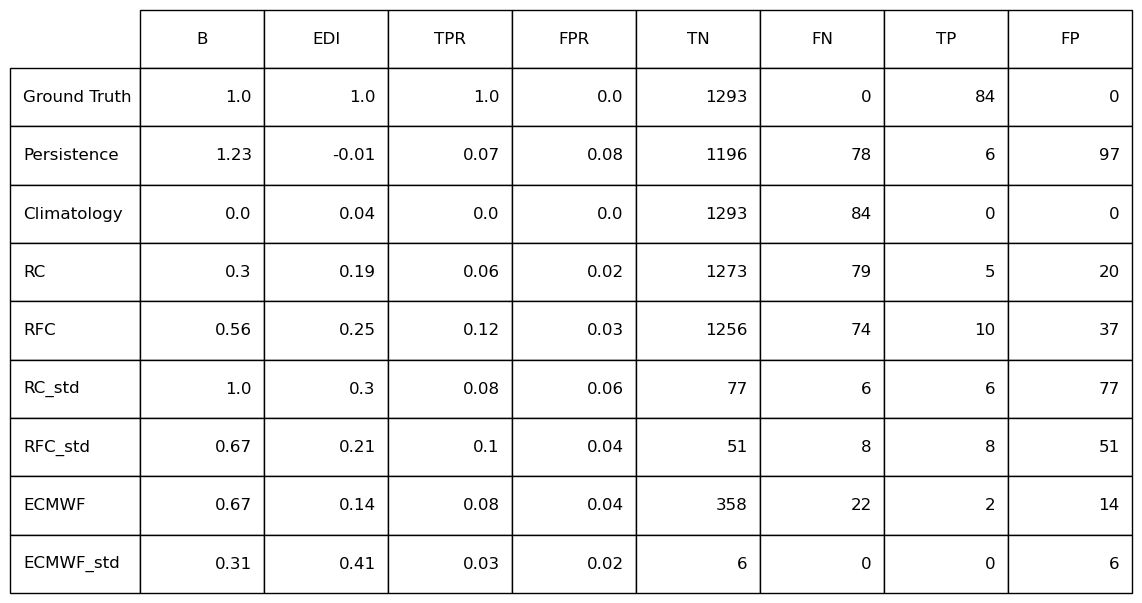 B EDI TPR FPR TN FN TP FP
Ground Truth 1.0 1.0 1.0 0.0 1293 0 84 0
Persistence 1.23 -0.01 0.07 0.08 1196 78 6 97
Climatology 0.0 0.04 0.0 0.0 1293 84 0 0
RC 0.3 0.19 0.06 0.02 1273 79 5 20
RFC 0.56 0.25 0.12 0.03 1256 74 10 37
RC_std 1.0 0.3 0.08 0.06 77 6 6 77
RFC_std 0.67 0.21 0.1 0.04 51 8 8 51
ECMWF 0.67 0.14 0.08 0.04 358 22 2 14
ECMWF_std 0.31 0.41 0.03 0.02 6 0 0 6